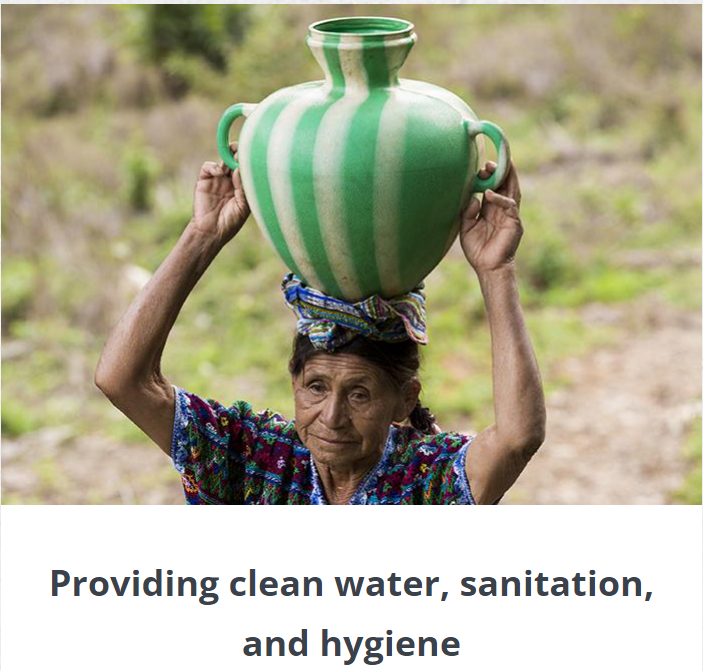 Providing clean water, sanitation,
and hygiene